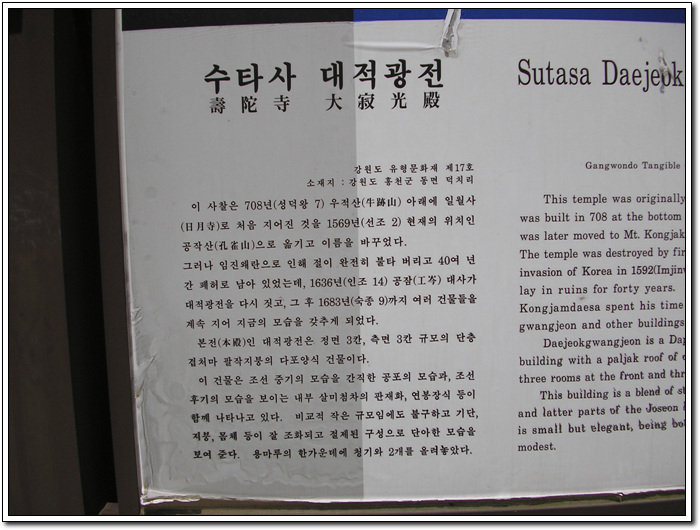 수타사 대적광전
壽陀寺 大寂光殿
강원도 유형문화재 제17호
소재지 : 강원도 홍천군 동면 덕치리
이 사찰은 708년(성덕왕 7) 우적산(牛跡山) 아래에 일월사
(日月寺)로 처음 지어진 것을 1569년(선조 2) 현재의 위치인
공작산(孔雀山)으로 옮기고 이름을 바꾸었다.
그러나 임진왜란으로 인해 절이 완전히 불타 버리고 40여 년
간 폐허로 남아 있었는데, 1636년(인조 14) 공잠(工岑) 대사가
대적광전을 다시 짓고, 그 후 1683년(숙종 9)까지 여러 건물들을
계속 지어 지금의 모습을 갖추게 되었다.
본전(本殿)인 대적광전은 정면 3칸, 측면 3칸 규모의 단층
겹처마 팔작지붕의 다포양식 건물이다.
이 건물은 조선 중기의 모습을 간직한 공포의 모습과, 조선
후기의 모습을 보이는 내부 살미첨차의 판재화, 연봉장식 등이
함께 나타나고 있다. 비교적 작은 규모임에도 불구하고 기단,
지붕, 몸체 등이 잘 조화되고 절제된 구성으로 단아한 모습을
보여 준다. 용마루의 한가운데에 청기와 2개를 올려놓았다.
Sutasa Daejeok
Gangwondo Tangible
This temple was originally
was built in 708 at the bottom
was later moved to Mt. Kongjak
The temple was destroyed by fir
invasion of Korea in 1592(Imjinw
lay in ruins for forty years.
Kongjamdaesa spent his time
gwangjeon and other buildings
Daejeokgwangjeon is a Dap
building with a paljak roof of
three rooms at the front and thr
This building is a blend of s
and latter parts of the Joseon
is small but elegant, being bo
modest.